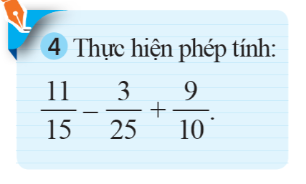 4 Thực hiện phép tính:
11/15 − 3/25 + 9/10.